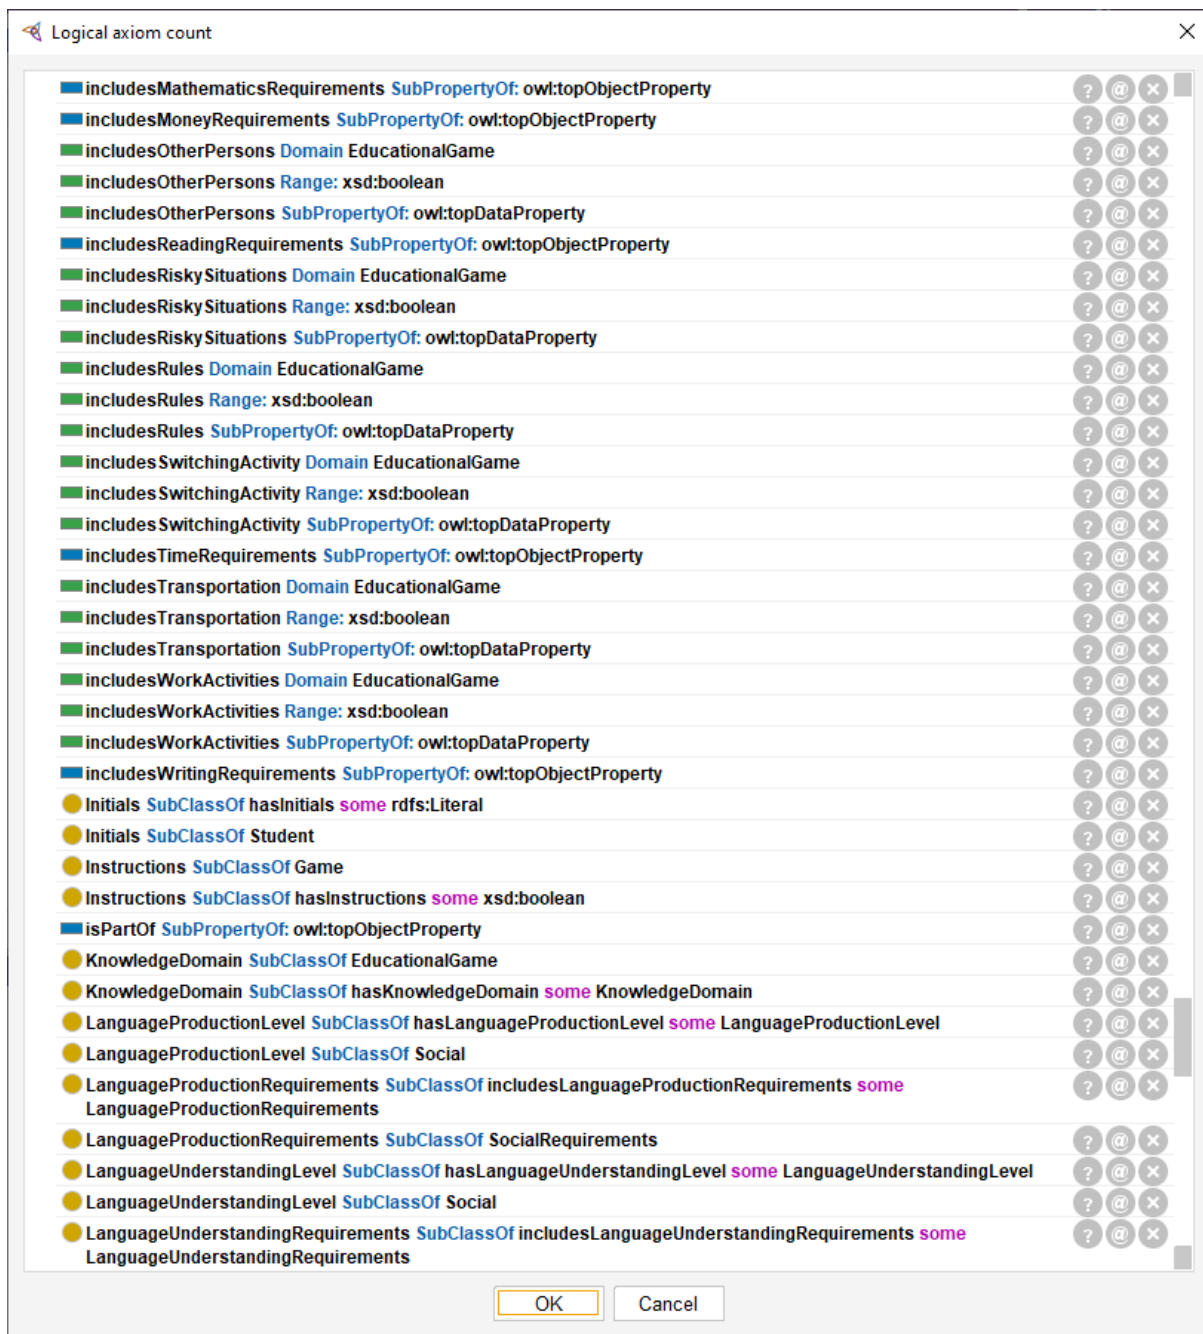 Logical axiom count
includesMathematicsRequirements SubPropertyOf: owl:topObjectProperty
includesMoneyRequirements SubPropertyOf: owl:topObjectProperty
includesOtherPersons Domain EducationalGame
includesOtherPersons Range: xsd:boolean
includesOtherPersons SubPropertyOf: owl:topDataProperty
includesReadingRequirements SubPropertyOf: owl:topObjectProperty
includesRiskySituations Domain EducationalGame
includesRiskySituations Range: xsd:boolean
includesRiskySituations SubPropertyOf: owl:topDataProperty
includesRules Domain EducationalGame
includesRules Range: xsd:boolean
includesRules SubPropertyOf: owl:topDataProperty
includesSwitchingActivity Domain EducationalGame
includesSwitchingActivity Range: xsd:boolean
includesSwitchingActivity SubPropertyOf: owl:topDataProperty
includesTimeRequirements SubPropertyOf: owl:topObjectProperty
includesTransportation Domain EducationalGame
includesTransportation Range: xsd:boolean
includesTransportation SubPropertyOf: owl:topDataProperty
includesWorkActivities Domain EducationalGame
includesWorkActivities Range: xsd:boolean
includesWorkActivities SubPropertyOf: owl:topDataProperty
includesWritingRequirements SubPropertyOf: owl:topObjectProperty
Initials SubClassOf hasInitials some rdfs:Literal
Initials SubClassOf Student
Instructions SubClassOf Game
Instructions SubClassOf hasInstructions some xsd:boolean
isPartOf SubPropertyOf: owl:topObjectProperty
KnowledgeDomain SubClassOf EducationalGame
KnowledgeDomain SubClassOf hasKnowledgeDomain some KnowledgeDomain
LanguageProductionLevel SubClassOf hasLanguageProductionLevel some LanguageProductionLevel
LanguageProductionLevel SubClassOf Social
LanguageProductionRequirements SubClassOf includesLanguageProductionRequirements some
LanguageProductionRequirements
LanguageProductionRequirements SubClassOf SocialRequirements
LanguageUnderstandingLevel SubClassOf hasLanguageUnderstandingLevel some LanguageUnderstandingLevel
LanguageUnderstandingLevel SubClassOf Social
LanguageUnderstandingRequirements SubClassOf includesLanguageUnderstandingRequirements some
LanguageUnderstandingRequirements
OK Cancel